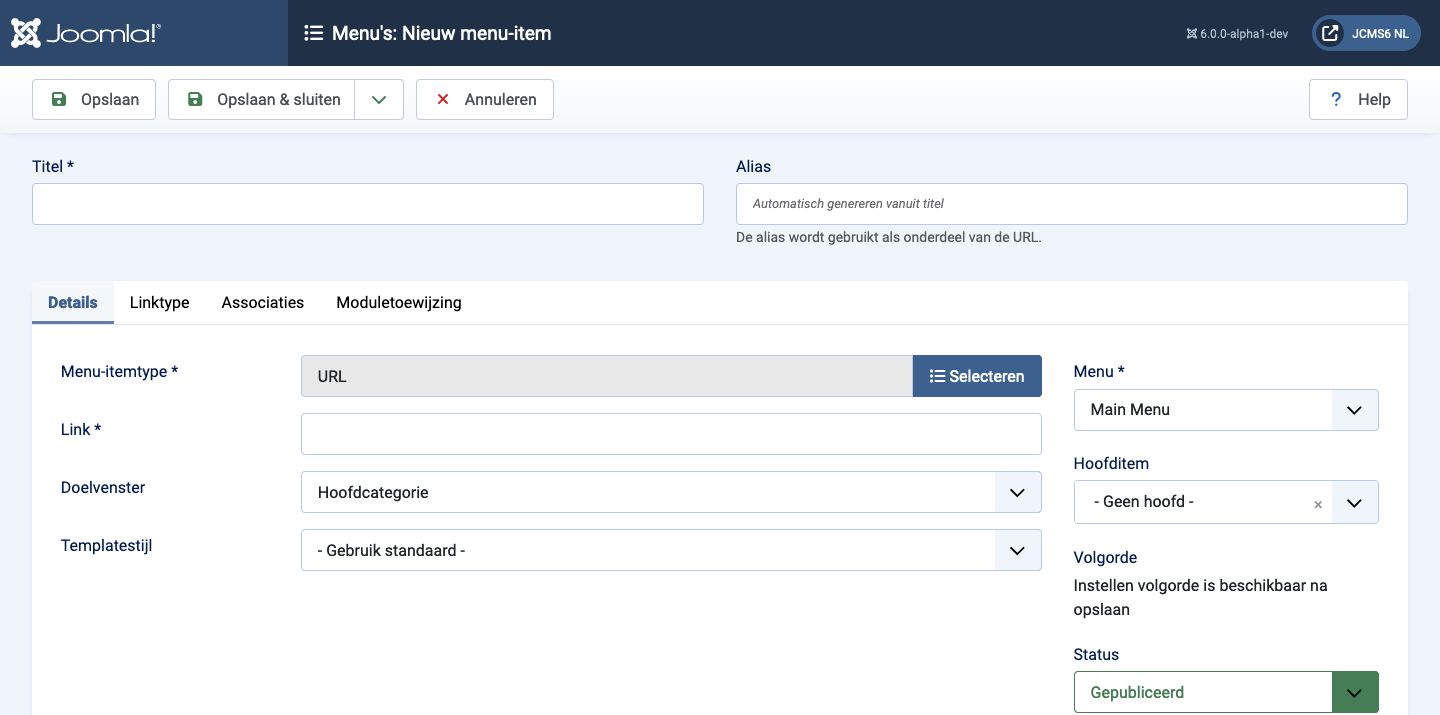 Joomla!®
Menu's: Nieuw menu-item
6.0.0-alpha1-dev
JCMS6 NL
Opslaan
Opslaan & sluiten
Annuleren
? Help
Titel *
Alias
Automatisch genereren vanuit titel
De alias wordt gebruikt als onderdeel van de URL.
Details Linktype Associaties Moduletoewijzing
Menu-itemtype *
URL
Selecteren
Link *
Doelvenster
Hoofdcategorie
Templatestijl
- Gebruik standaard -
Menu *
Main Menu
Hoofditem
- Geen hoofd - ×
Volgorde
Instellen volgorde is beschikbaar na
opslaan
Status
Gepubliceerd